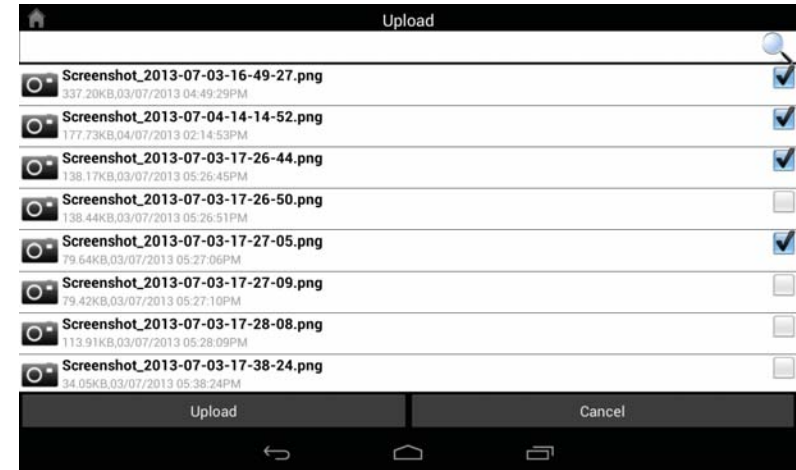 Upload
Screenshot_2013-07-03-16-49-27.png
337.20KB,03/07/2013 04:49:29PM
Screenshot_2013-07-04-14-14-52.png
177.73KB,04/07/2013 02:14:53PM
Screenshot_2013-07-03-17-26-44.png
138.17KB,03/07/2013 05:26:45PM
Screenshot_2013-07-03-17-26-50.png
138.44KB,03/07/2013 05:26:51PM
Screenshot_2013-07-03-17-27-05.png
79.64KB,03/07/2013 05:27:06PM
Screenshot_2013-07-03-17-27-09.png
79.42KB,03/07/2013 05:27:10PM
Screenshot_2013-07-03-17-28-08.png
113.91KB,03/07/2013 05:28:09PM
Screenshot_2013-07-03-17-38-24.png
34.05KB,03/07/2013 05:38:24PM
Upload Cancel